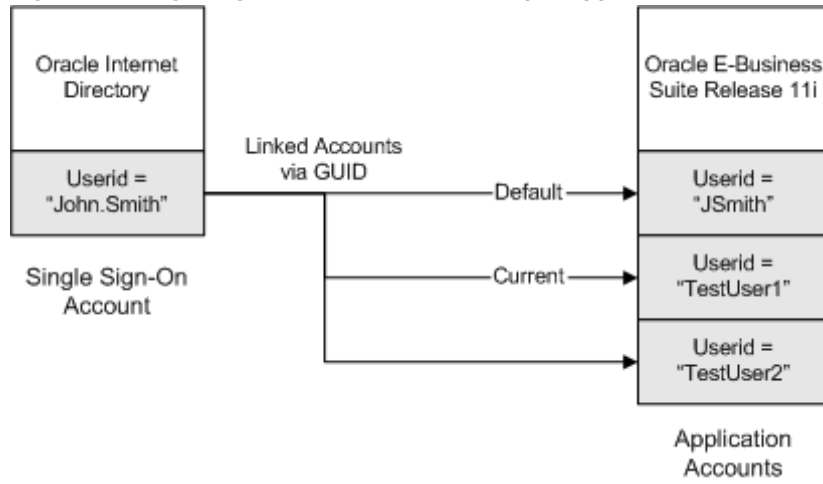 Oracle Internet
Directory
Userid =
“John.Smith”
Single Sign-On
Account
Linked Accounts
via GUID
Default
Current
Oracle E-Business
Suite Release 11i
Userid =
“JSmith”
Userid =
“TestUser1”
Userid =
“TestUser2”
Application
Accounts